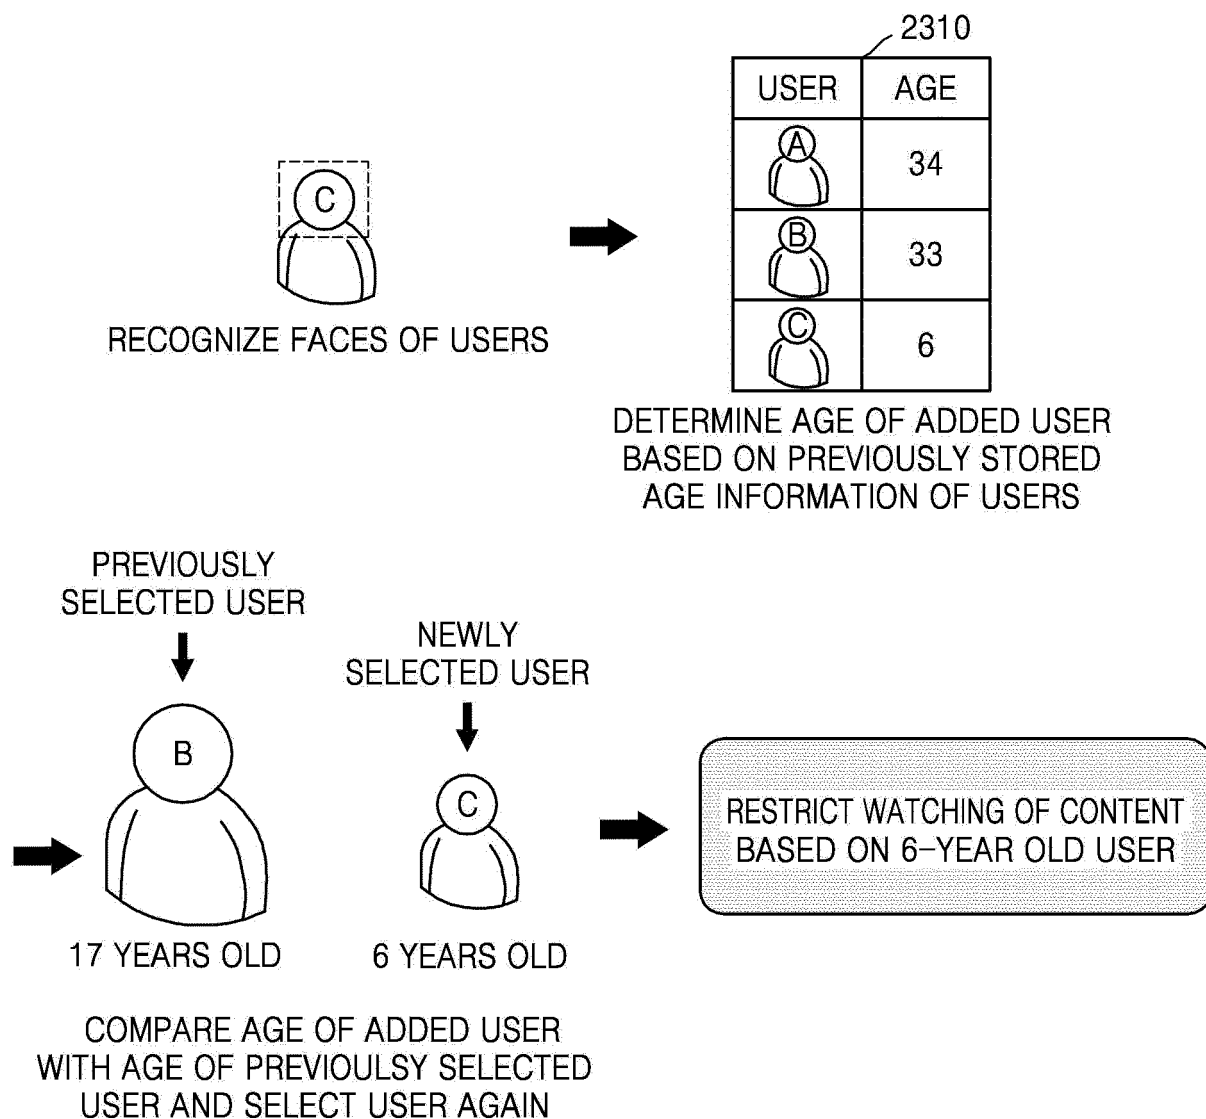 2310
USER AGE
A 34
B 33
C 6
C
RECOGNIZE FACES OF USERS
DETERMINE AGE OF ADDED USER
BASED ON PREVIOUSLY STORED
AGE INFORMATION OF USERS
PREVIOUSLY
SELECTED USER
NEWLY
SELECTED USER
B
C
17 YEARS OLD
6 YEARS OLD
COMPARE AGE OF ADDED USER
WITH AGE OF PREVIOULSY SELECTED
USER AND SELECT USER AGAIN
RESTRICT WATCHING OF CONTENT
BASED ON 6-YEAR OLD USER